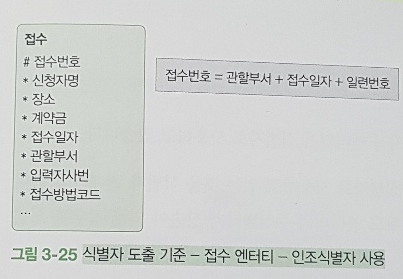 접수
# 접수번호
* 신청자명
* 장소
* 계약금
* 접수일자
* 관할부서
* 입력자사번
* 접수방법코드
...
접수번호 = 관할부서 + 접수일자 + 일련번호
그림 3-25 식별자 도출 기준 – 접수 엔터티 – 인조식별자 사용